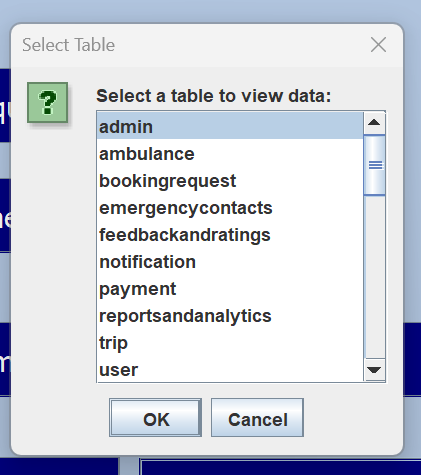 Select Table
?
Select a table to view data:
admin
ambulance
bookingrequest
emergencycontacts
feedbackandratings
notification
payment
reportsandanalytics
trip
user
OK
Cancel